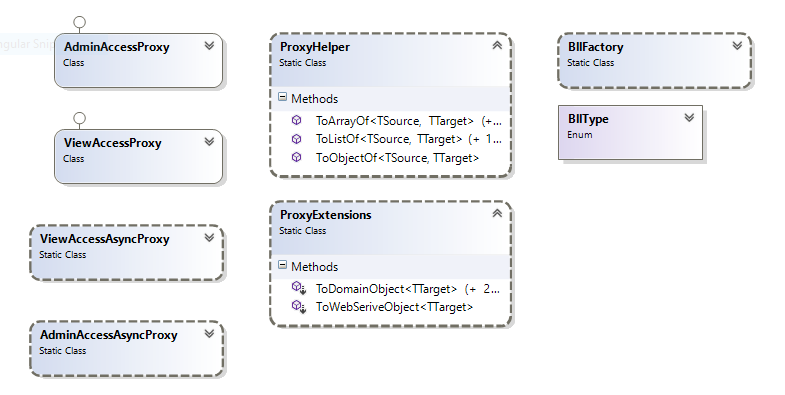 AdminAccessProxy
Class
ViewAccessProxy
Class
ViewAccessAsyncProxy
Static Class
AdminAccessAsyncProxy
Static Class
ProxyHelper
Static Class
Methods
ToArrayOf<TSource, TTarget> (+...
ToListOf<TSource, TTarget> (+ 1...
ToObjectOf<TSource, TTarget>
ProxyExtensions
Static Class
Methods
ToDomainObject<TTarget> (+ 2...
ToWebSeriveObject<TTarget>
BllFactory
Static Class
BllType
Enum